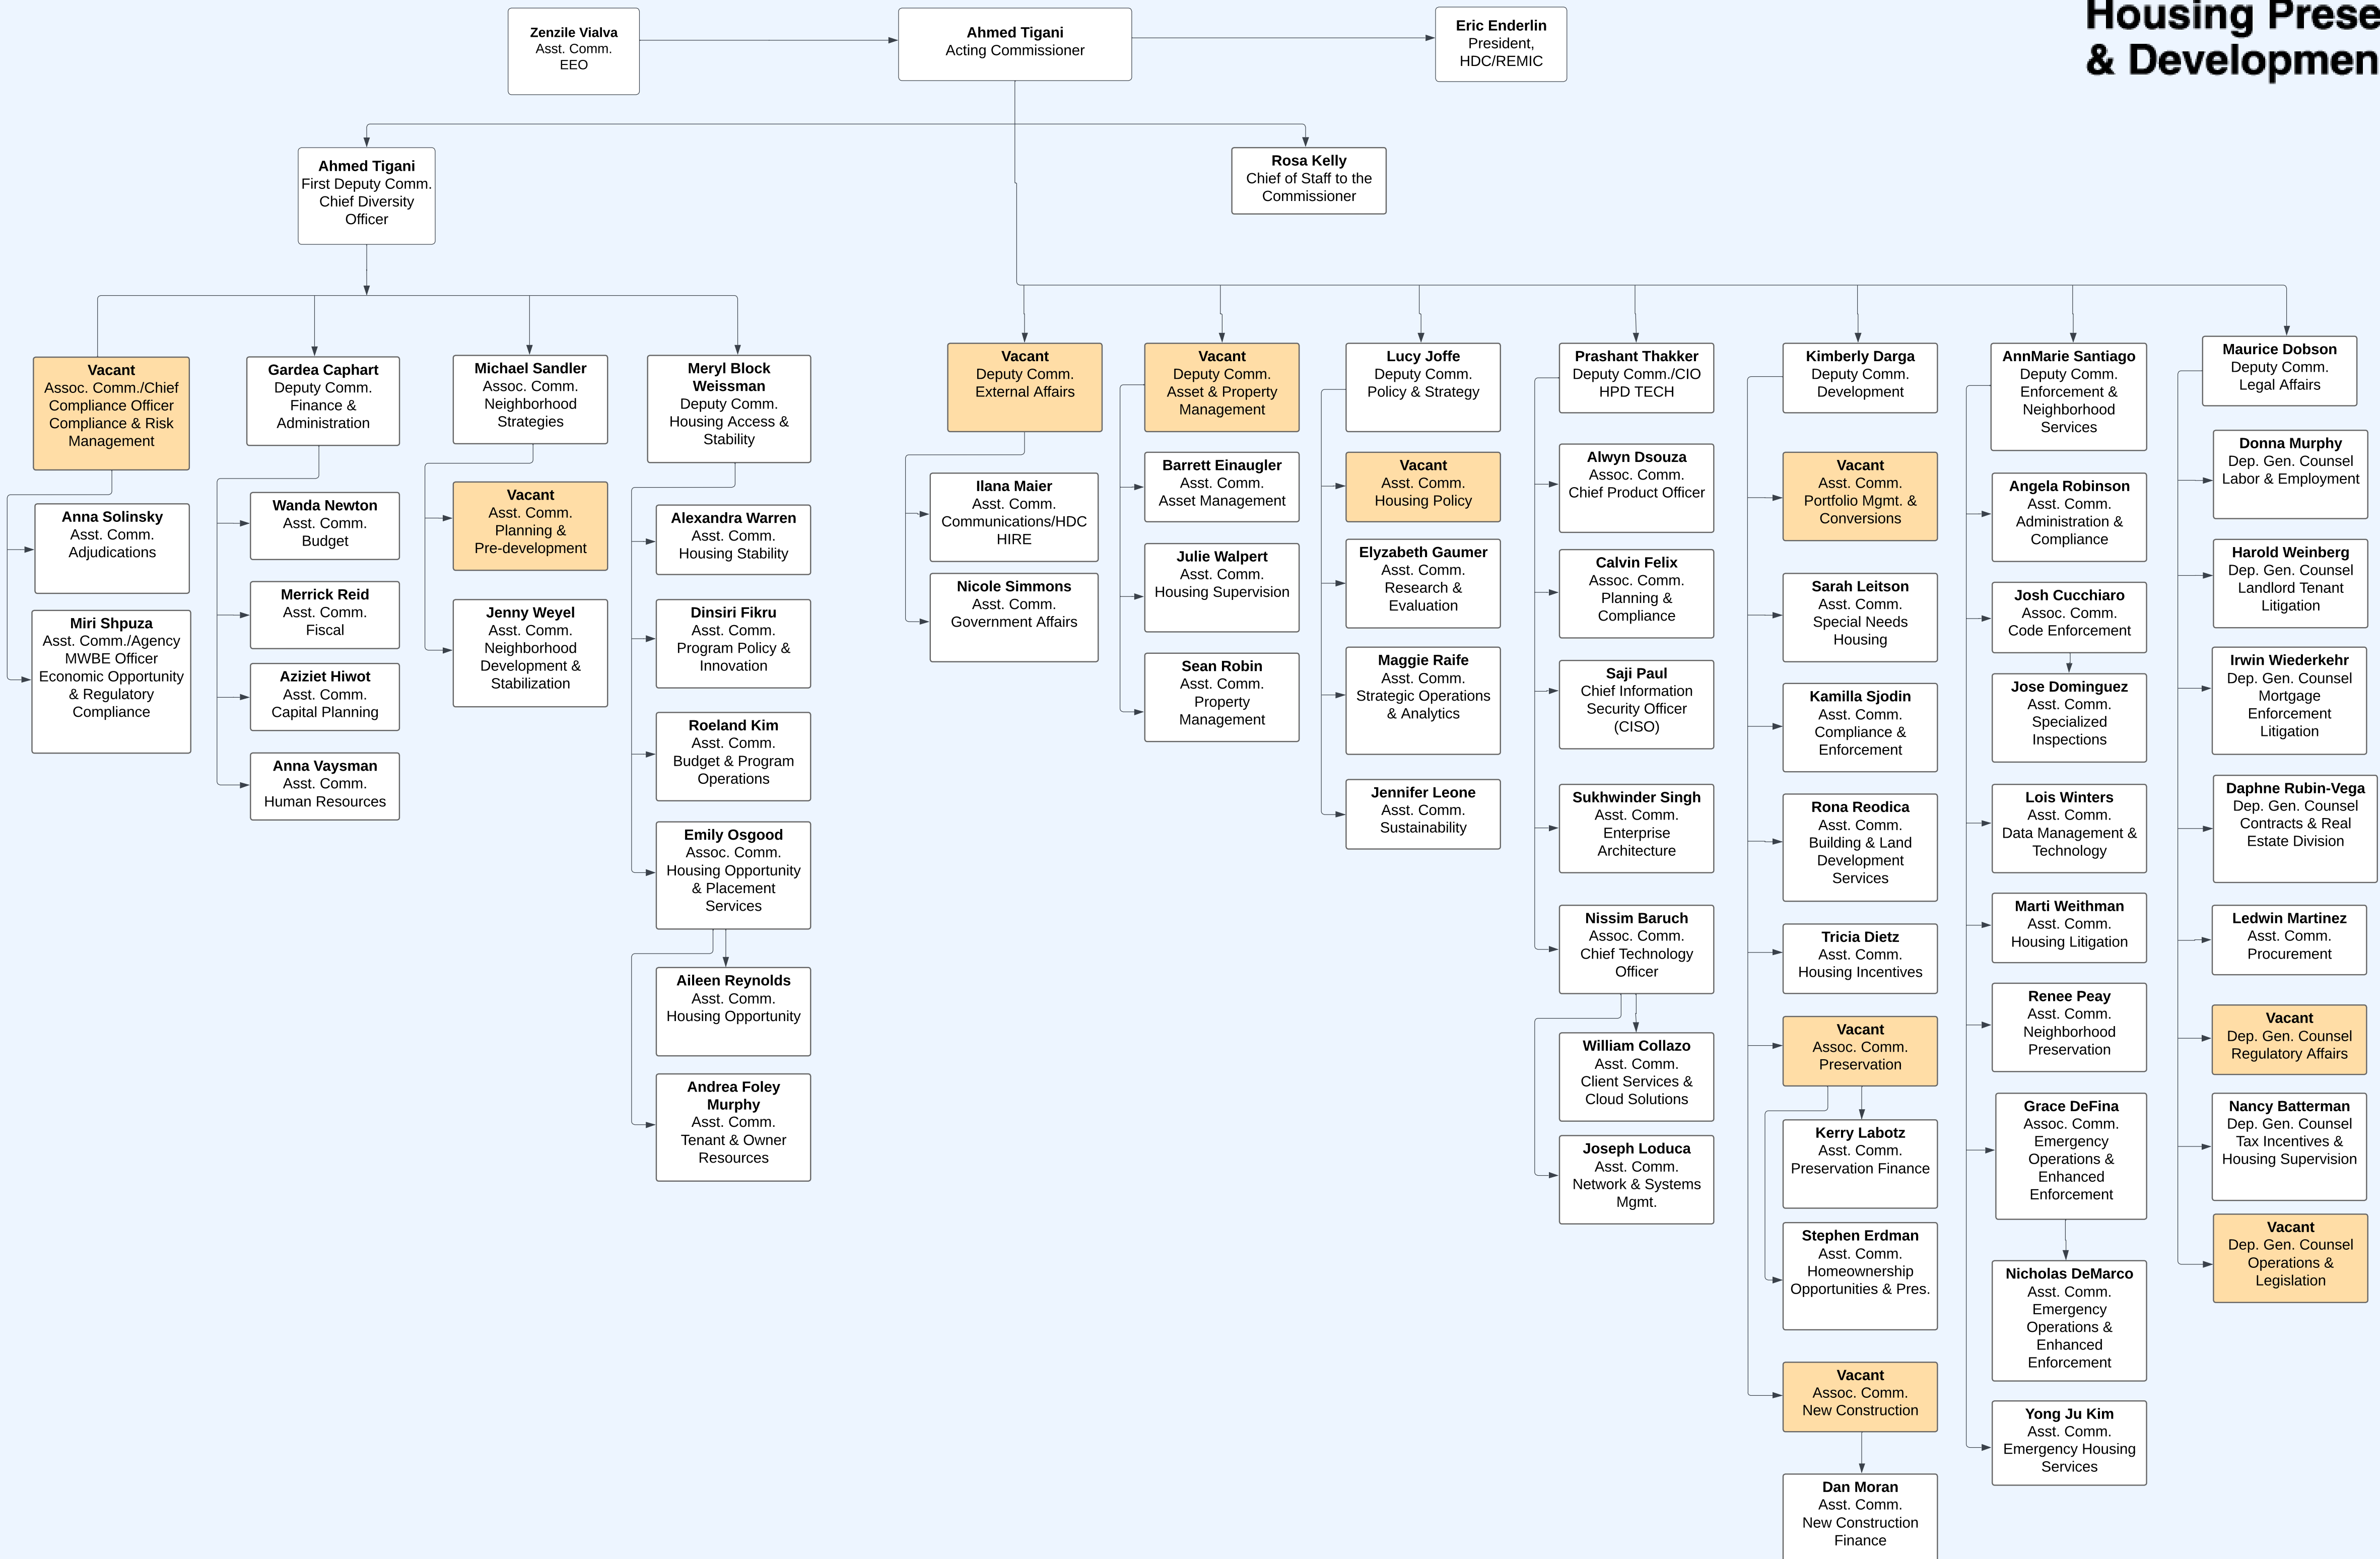 Housing Prese
& Developmen
Zenzile Vialva
Asst. Comm.
EEO
Ahmed Tigani
Acting Commissioner
Eric Enderlin
President,
HDC/REMIC
Ahmed Tigani
First Deputy Comm.
Chief Diversity
Officer
Rosa Kelly
Chief of Staff to the
Commissioner
Vacant
Assoc. Comm./Chief
Compliance Officer
Compliance & Risk
Management
Anna Solinsky
Asst. Comm.
Adjudications
Miri Shpuza
Asst. Comm./Agency
MWBE Officer
Economic Opportunity
& Regulatory
Compliance
Gardea Caphart
Deputy Comm.
Finance &
Administration
Wanda Newton
Asst. Comm.
Budget
Merrick Reid
Asst. Comm.
Fiscal
Aziziet Hiwot
Asst. Comm.
Capital Planning
Anna Vaysman
Asst. Comm.
Human Resources
Michael Sandler
Assoc. Comm.
Neighborhood
Strategies
Vacant
Asst. Comm.
Planning &
Pre-development
Jenny Weyel
Asst. Comm.
Neighborhood
Development &
Stabilization
Meryl Block
Weissman
Deputy Comm.
Housing Access &
Stability
Alexandra Warren
Asst. Comm.
Housing Stability
Dinsiri Fikru
Asst. Comm.
Program Policy &
Innovation
Roeland Kim
Asst. Comm.
Budget & Program
Operations
Emily Osgood
Assoc. Comm.
Housing Opportunity
& Placement
Services
Aileen Reynolds
Asst. Comm.
Housing Opportunity
Andrea Foley
Murphy
Asst. Comm.
Tenant & Owner
Resources
Vacant
Deputy Comm.
External Affairs
Ilana Maier
Asst. Comm.
Communications/HDC
HIRE
Nicole Simmons
Asst. Comm.
Government Affairs
Vacant
Deputy Comm.
Asset & Property
Management
Barrett Einaugler
Asst. Comm.
Asset Management
Julie Walpert
Asst. Comm.
Housing Supervision
Sean Robin
Asst. Comm.
Property
Management
Lucy Joffe
Deputy Comm.
Policy & Strategy
Vacant
Asst. Comm.
Housing Policy
Elyzabeth Gaumer
Asst. Comm.
Research &
Evaluation
Maggie Raife
Asst. Comm.
Strategic Operations
& Analytics
Jennifer Leone
Asst. Comm.
Sustainability
Prashant Thakker
Deputy Comm./CIO
HPD TECH
Alwyn Dsouza
Assoc. Comm.
Chief Product Officer
Calvin Felix
Assoc. Comm.
Planning &
Compliance
Saji Paul
Chief Information
Security Officer
(CISO)
Sukhwinder Singh
Asst. Comm.
Enterprise
Architecture
Nissim Baruch
Assoc. Comm.
Chief Technology
Officer
William Collazo
Asst. Comm.
Client Services &
Cloud Solutions
Joseph Loduca
Asst. Comm.
Network & Systems
Mgmt.
Kimberly Darga
Deputy Comm.
Development
Vacant
Asst. Comm.
Portfolio Mgmt. &
Conversions
Sarah Leitson
Asst. Comm.
Special Needs
Housing
Kamilla Sjodin
Asst. Comm.
Compliance &
Enforcement
Rona Reodica
Asst. Comm.
Building & Land
Development
Services
Tricia Dietz
Asst. Comm.
Housing Incentives
Vacant
Assoc. Comm.
Preservation
Kerry Labotz
Asst. Comm.
Preservation Finance
Stephen Erdman
Asst. Comm.
Homeownership
Opportunities & Pres.
Vacant
Assoc. Comm.
New Construction
Dan Moran
Asst. Comm.
New Construction
Finance
AnnMarie Santiago
Deputy Comm.
Enforcement &
Neighborhood
Services
Angela Robinson
Asst. Comm.
Administration &
Compliance
Josh Cucchiaro
Assoc. Comm.
Code Enforcement
Jose Dominguez
Asst. Comm.
Specialized
Inspections
Lois Winters
Asst. Comm.
Data Management &
Technology
Marti Weithman
Asst. Comm.
Housing Litigation
Renee Peay
Asst. Comm.
Neighborhood
Preservation
Grace DeFina
Assoc. Comm.
Emergency
Operations &
Enhanced
Enforcement
Nicholas DeMarco
Asst. Comm.
Emergency
Operations &
Enhanced
Enforcement
Yong Ju Kim
Asst. Comm.
Emergency Housing
Services
Maurice Dobson
Deputy Comm.
Legal Affairs
Donna Murphy
Dep. Gen. Counsel
Labor & Employment
Harold Weinberg
Dep. Gen. Counsel
Landlord Tenant
Litigation
Irwin Wiederkehr
Dep. Gen. Counsel
Mortgage
Enforcement
Litigation
Daphne Rubin-Vega
Dep. Gen. Counsel
Contracts & Real
Estate Division
Ledwin Martinez
Asst. Comm.
Procurement
Vacant
Dep. Gen. Counsel
Regulatory Affairs
Nancy Batterman
Dep. Gen. Counsel
Tax Incentives &
Housing Supervision
Vacant
Dep. Gen. Counsel
Operations &
Legislation